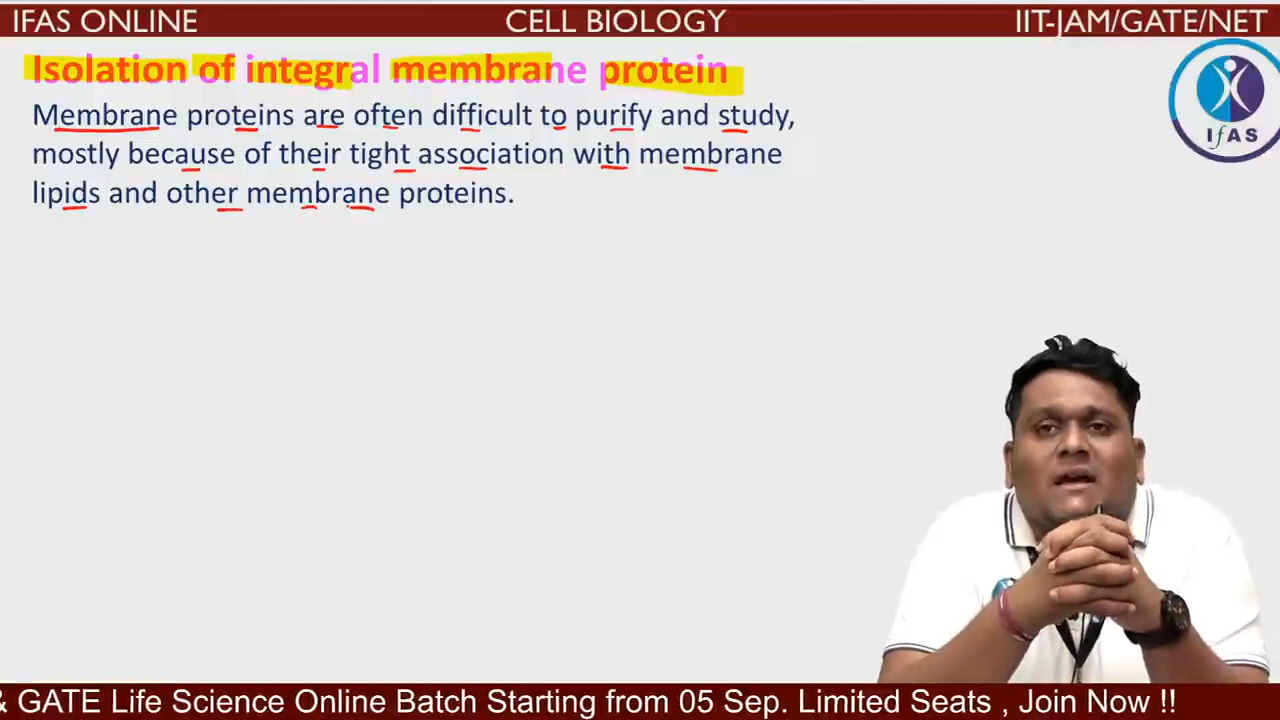 IFAS ONLINE CELL BIOLOGY IIT-JAM/GATE/NET
Isolation of integral membrane protein
IfAS
Membrane proteins are often difficult to purify and study,
mostly because of their tight association with membrane
lipids and other membrane proteins.
& GATE Life Science Online Batch Starting from 05 Sep. Limited Seats , Join Now !!